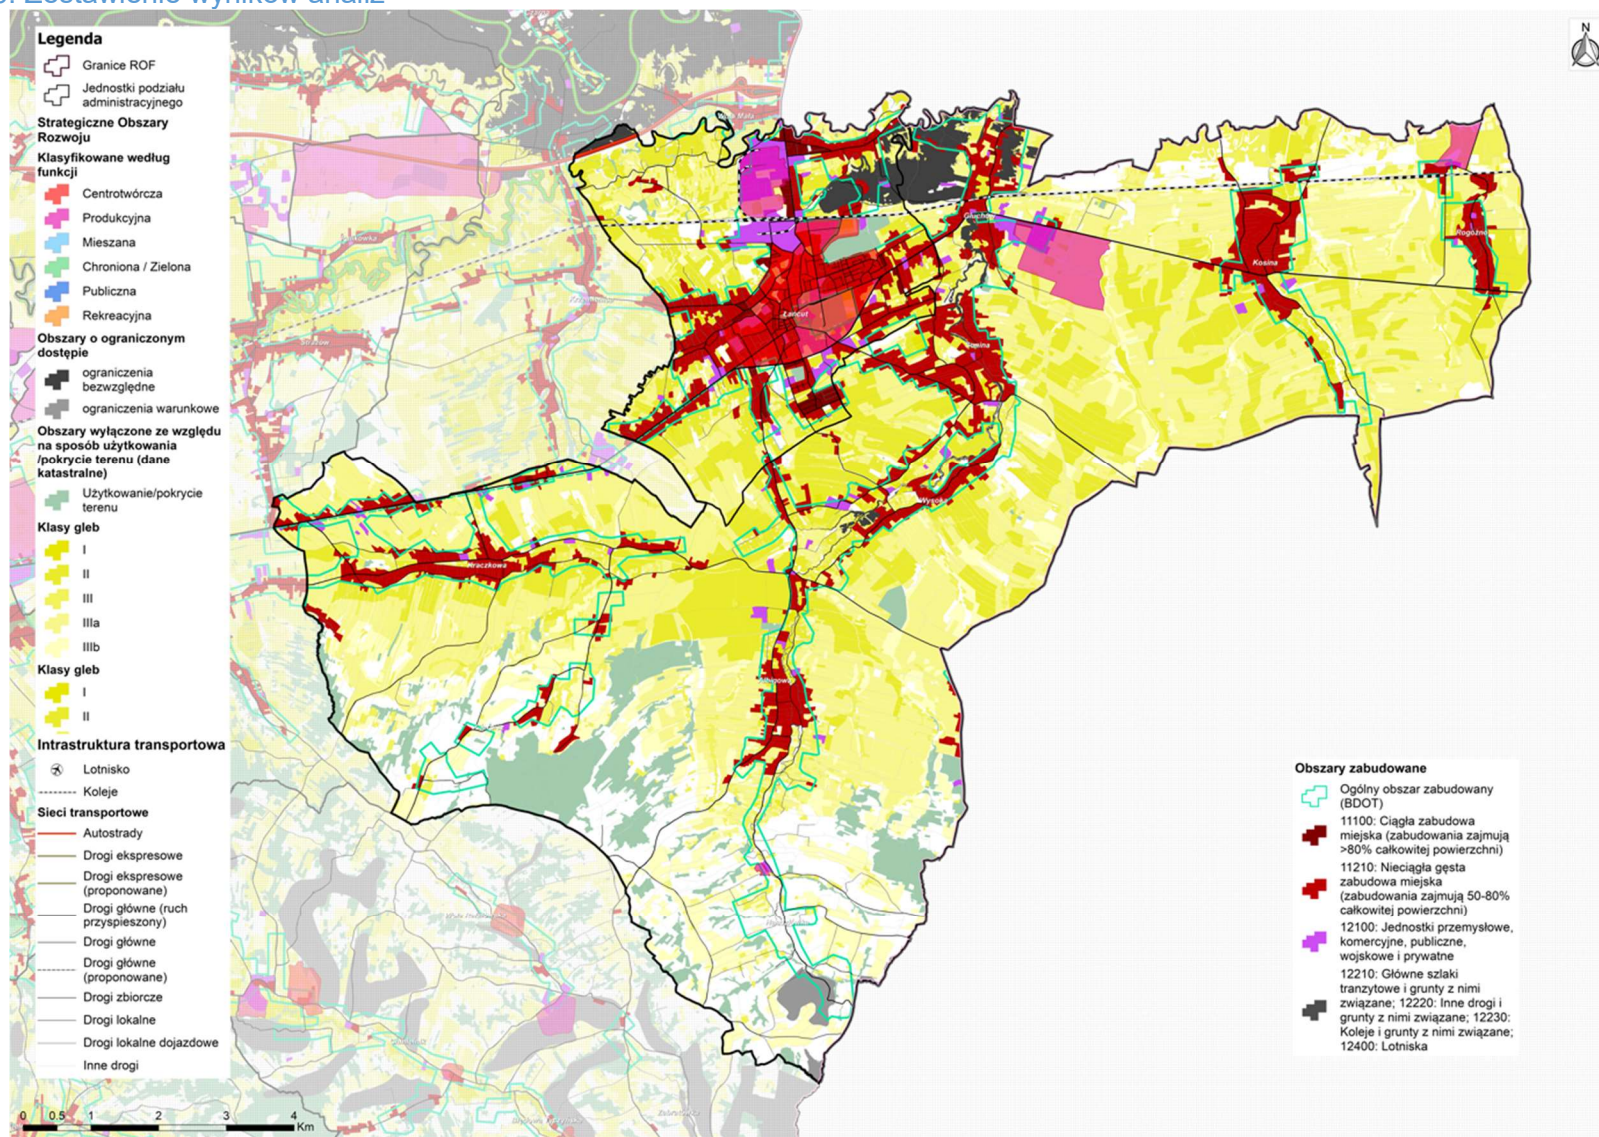 Zestawienie wyników analiz
N
Legenda
Granice ROF
Jednostki podziału
administracyjnego
Strategiczne Obszary
Rozwoju
Klasyfikowane według
funkcji
Centrotwórcza
Produkcyjna
Mieszana
Chroniona / Zielona
Publiczna
Rekreacyjna
Obszary o ograniczonym
dostępie
ograniczenia
bezwzględne
ograniczenia warunkowe
Obszary wyłączone ze względu
na sposób użytkowania
/pokrycie terenu (dane
katastralne)
Użytkowanie/pokrycie
terenu
Klasy gleb
I
II
III
IIIa
IIIb
Klasy gleb
I
II
Intrastruktura transportowa
Lotnisko
Koleje
Sieci transportowe
Autostrady
Drogi ekspresowe
Drogi ekspresowe
(proponowane)
Drogi główne (ruch
przyspieszony)
Drogi główne
Drogi główne
(proponowane)
Drogi zbiorcze
Drogi lokalne
Drogi lokalne dojazdowe
Inne drogi
0 0.5 1 2 3 4
Km
Łańcut
Kosina
Rogóżno
Kraczkowa
Obszary zabudowane
Ogólny obszar zabudowany
(BDOT)
11100: Ciągła zabudowa
miejska (zabudowania zajmują
>80% całkowitej powierzchni)
11210: Nieciągła gęsta
zabudowa miejska
(zabudowania zajmują 50-80%
całkowitej powierzchni)
12100: Jednostki przemysłowe,
komercyjne, publiczne,
wojskowe i prywatne
12210: Główne szlaki
tranzytowe i grunty z nimi
związane; 12220: Inne drogi i
grunty z nimi związane; 12230:
Koleje i grunty z nimi związane;
12400: Lotniska